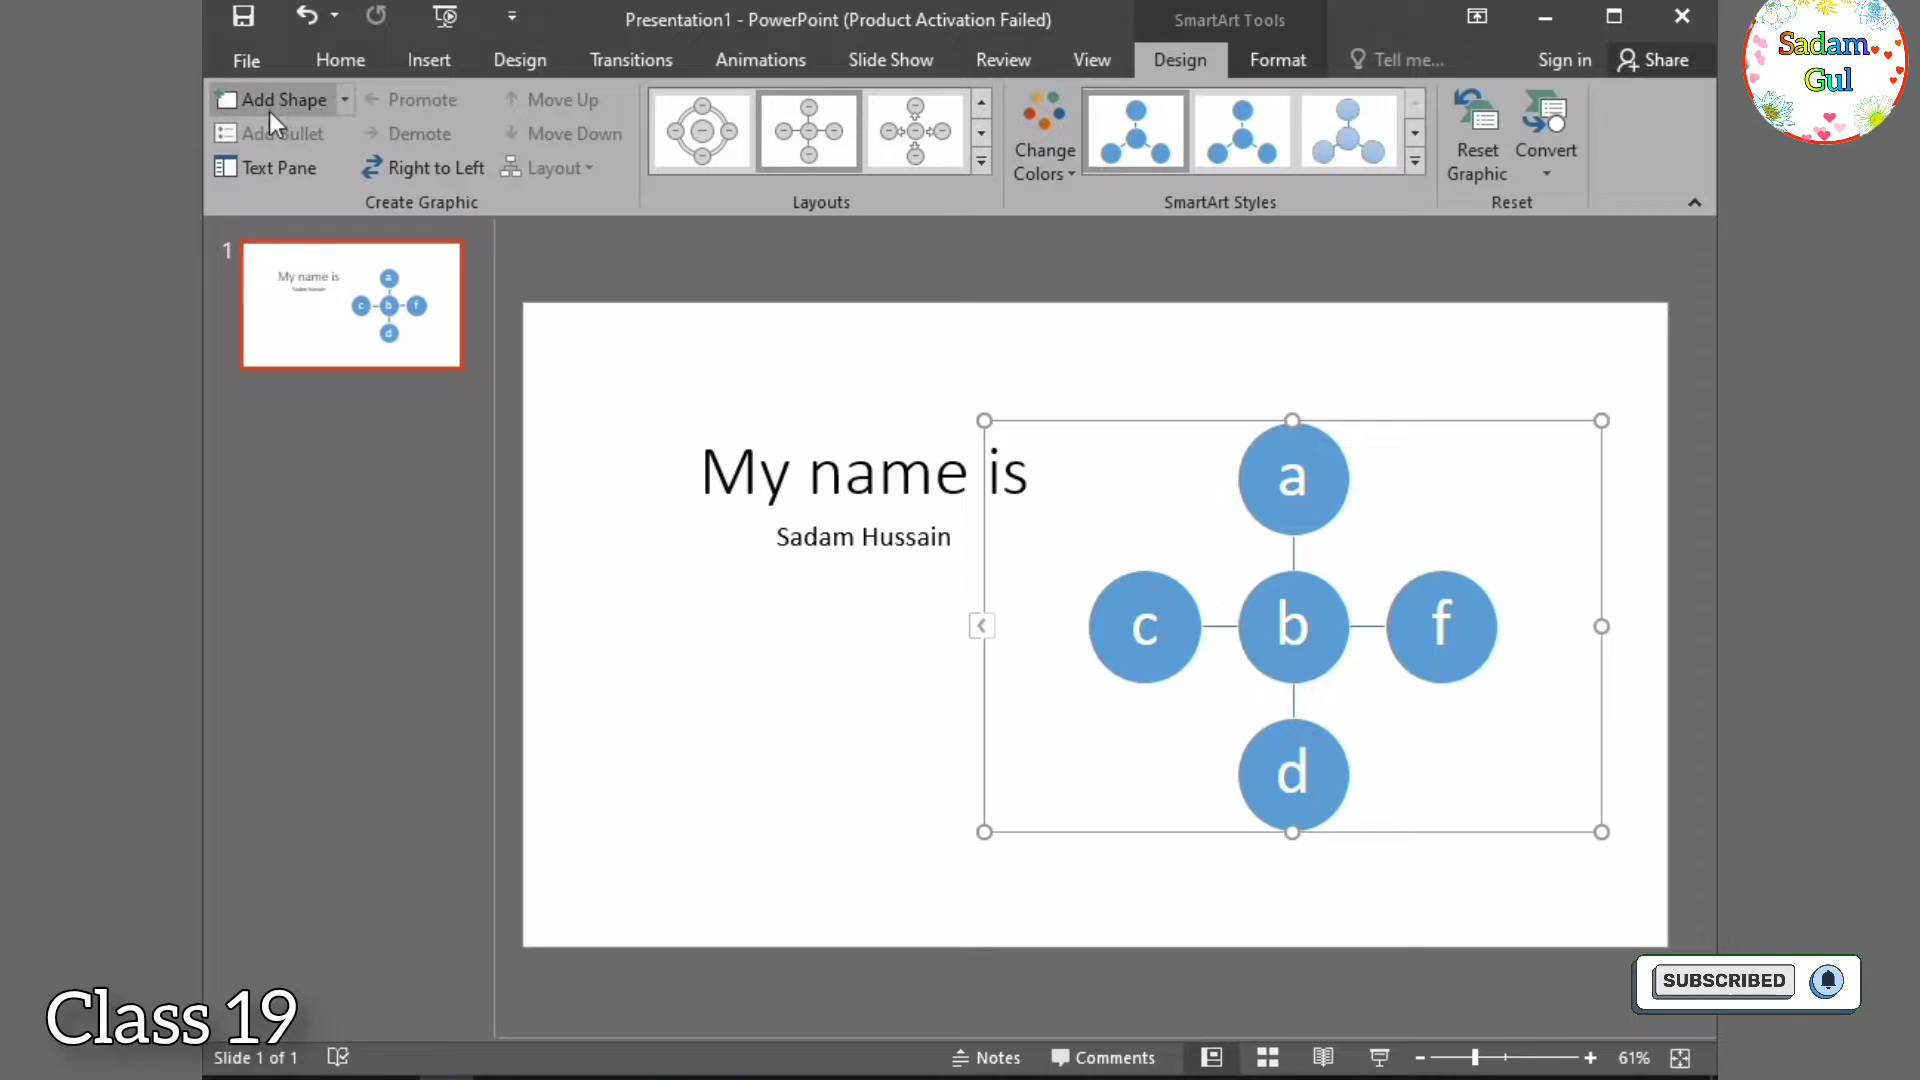 Presentation1 - PowerPoint (Product Activation Failed)
SmartArt Tools
File Home Insert Design Transitions Animations Slide Show Review View Design Format Tell me... Sign in Share
Sadam
Gul
Add Shape
Promote
Move Up
Add Bullet
Demote
Move Down
Text Pane
Right to Left
Layout
Create Graphic
Layouts
Change
Colors
SmartArt Styles
Reset
Graphic
Convert
Reset
1
My name is
Sadam Hussain
a
c b f
d
My name is
Sadam Hussain
a
c b f
d
SUBSCRIBED
Class 19
Slide 1 of 1
Notes Comments 61%